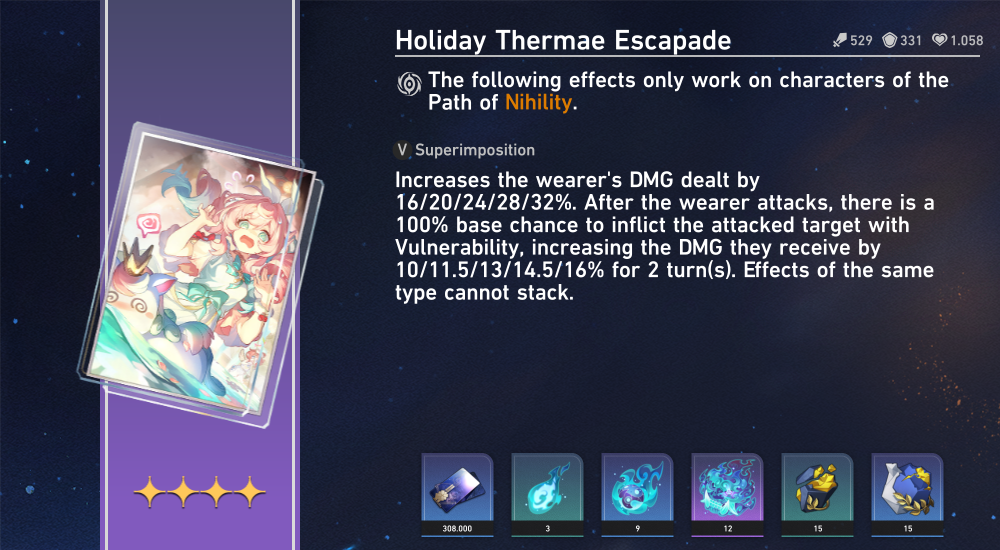 Holiday Thermae Escapade
529 331 1.058
The following effects only work on characters of the
Path of Nihility.
V Superimposition
Increases the wearer's DMG dealt by
16/20/24/28/32%. After the wearer attacks, there is a
100% base chance to inflict the attacked target with
Vulnerability, increasing the DMG they receive by
10/11.5/13/14.5/16% for 2 turn(s). Effects of the same
type cannot stack.
308.000 3 9 12 15 15